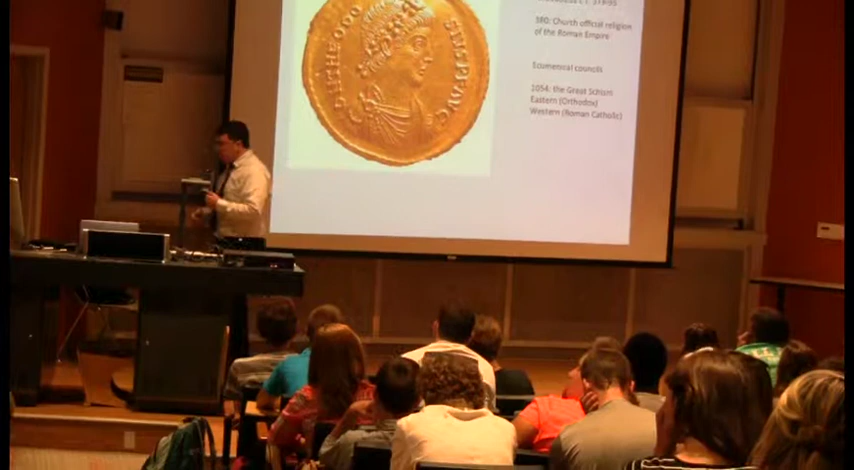 380: Church official religion
of the Roman Empire
Ecumenical councils
1054: the Great Schism
Eastern (Orthodox)
Western (Roman Catholic)